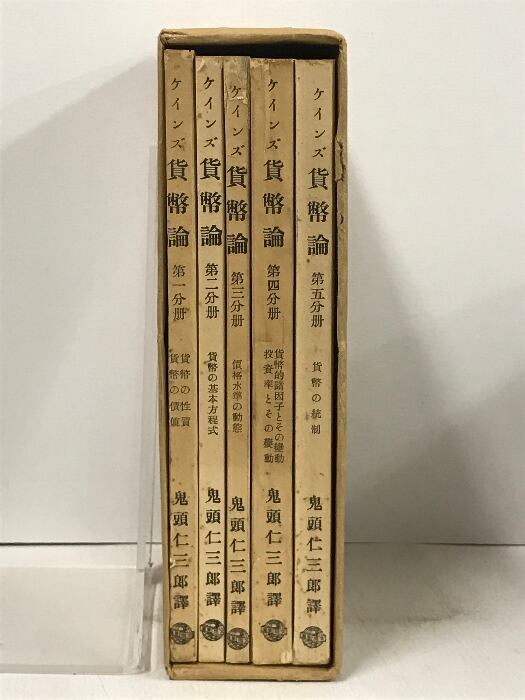 ケインズ 貨幣論 第一分册
貨幣の性質
貨幣の價値
鬼頭仁三郎譯
ケインズ 貨幣論 第二分册
貨幣の基本方程式
鬼頭仁三郎譯
ケインズ 貨幣論 第三分册
價格水準の動態
鬼頭仁三郎譯
ケインズ 貨幣論 第四分册
貨幣的諸因子とその變動
投資率とその變動
鬼頭仁三郎譯
ケインズ 貨幣論 第五分册
貨幣の統制
鬼頭仁三郎譯